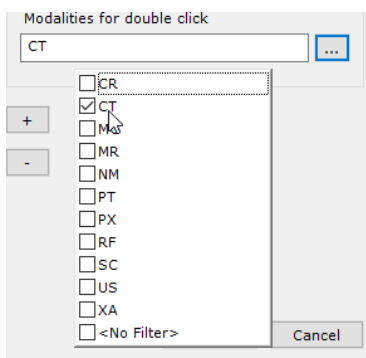 Modalities for double click
CT
...
CR
CT
+
MR
-
NM
PT
PX
RF
SC
US
XA
<No Filter>
Cancel